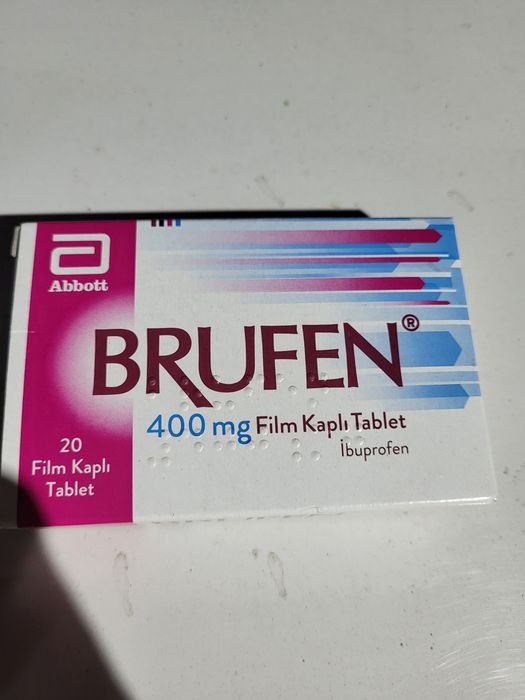 Abbott
BRUFEN®
400 mg Film Kaplı Tablet
İbuprofen
20
Film Kaplı
Tablet